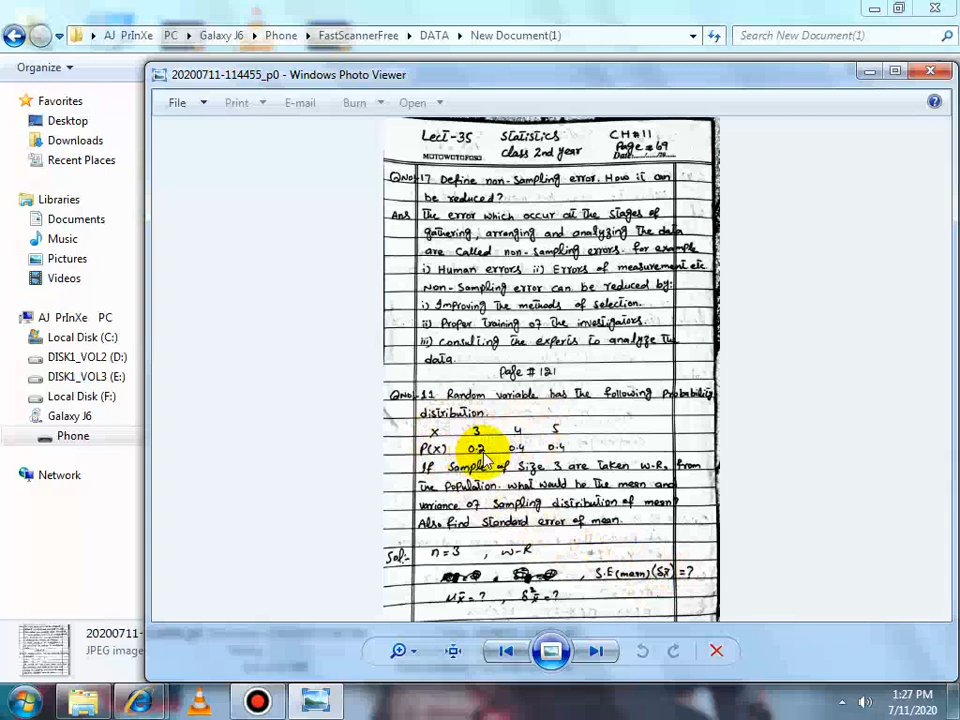 AJ PrInXe PC Galaxy J6 Phone FastScannerFree DATA New Document(1) Search New Document(1)
Organize
20200711-114455_p0 - Windows Photo Viewer
File Print E-mail Burn Open
Favorites
Desktop
Downloads
Recent Places
Libraries
Documents
Music
Pictures
Videos
AJ PrInXe PC
Local Disk (C:)
DISK1_VOL2 (D:)
DISK1_VOL3 (E:)
Local Disk (F:)
Galaxy J6
Phone
Network
Lect-35 Statistics CH#11
Class 2nd year Page #69
Date:
QNo:17 Define non-sampling error. How it can
be reduced?
Ans The error which occur at the stages of
gathering, arranging and analyzing the data
are called non-sampling errors. for example
i) Human errors ii) Errors of measurement etc.
Non-Sampling error can be reduced by:
i) Improving the methods of selection.
ii) Proper training of the investigators.
iii) Consulting the experts to analyze the
data.
Page # 121
QNo:11 Random variable has the following Probability
distribution.
X 3 4 5
P(X) 0.2 0.4 0.4
If Samples of Size 3 are taken W-R, from
the Population. What would be the mean and
variance of Sampling distribution of mean?
Also find Standard error of mean.
Sol:- n=3 , W-R
, S.E(mean)(δx̄)=?
μx̄=? , δ²x̄=?
20200711
JPEG image
1:27 PM
7/11/2020